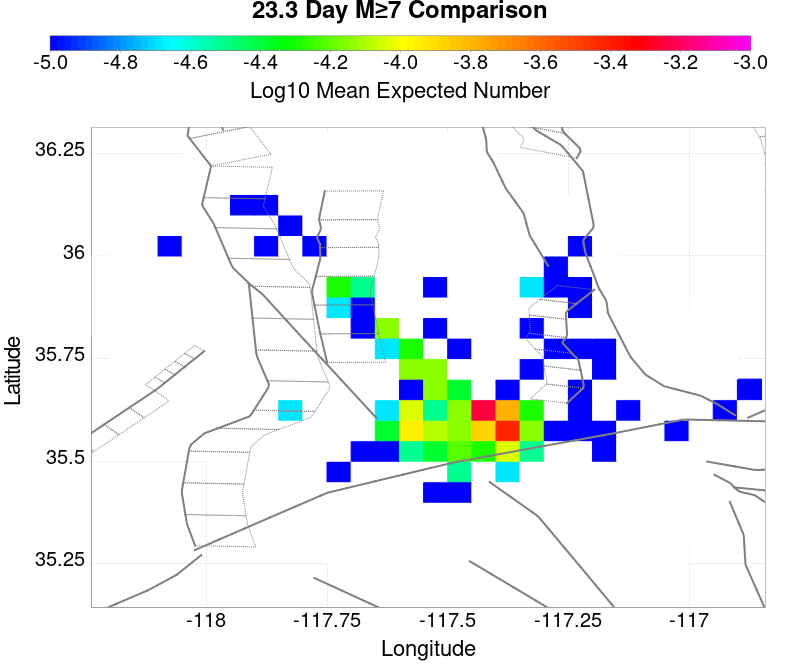 23.3 Day M≥7 Comparison
-5.0 -4.8 -4.6 -4.4 -4.2 -4.0 -3.8 -3.6 -3.4 -3.2 -3.0
Log10 Mean Expected Number
36.25
36
35.75
35.5
35.25
Latitude
-118 -117.75 -117.5 -117.25 -117
Longitude